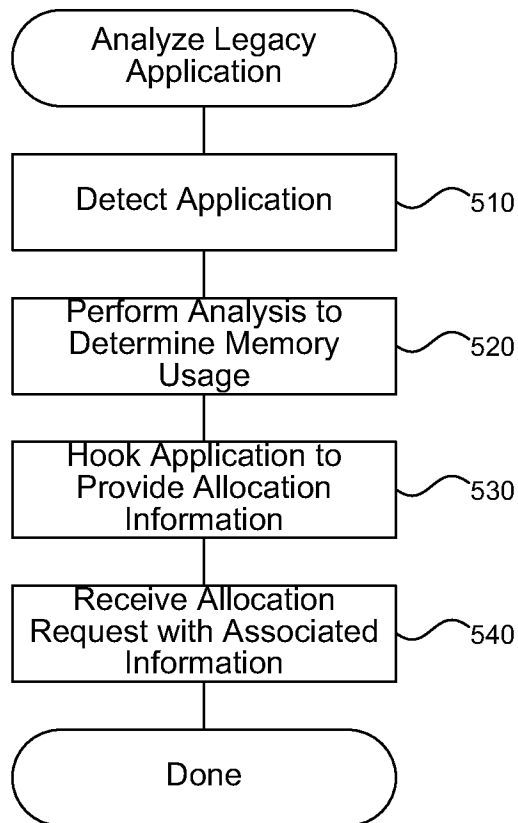 Analyze Legacy
Application
Detect Application
510
Perform Analysis to
Determine Memory
Usage
520
Hook Application to
Provide Allocation
Information
530
Receive Allocation
Request with Associated
Information
540
Done